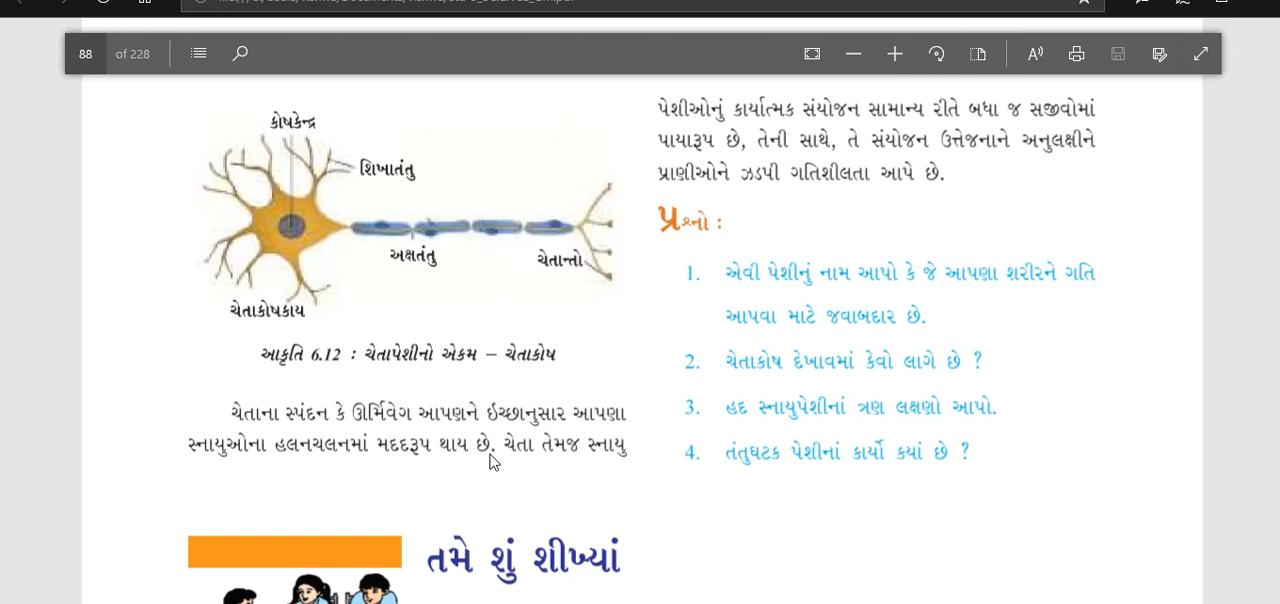 88 of 228
કોષકેન્દ્ર
શિખાતંતુ
અક્ષતંતુ
ચેતાન્તો
ચેતાકોષકાય
આકૃતિ 6.12 : ચેતાપેશીનો એકમ – ચેતાકોષ
ચેતાના સ્પંદન કે ઊર્મિવેગ આપણને ઇચ્છાનુસાર આપણા
સ્નાયુઓના હલનચલનમાં મદદરૂપ થાય છે. ચેતા તેમજ સ્નાયુ
પેશીઓનું કાર્યાત્મક સંયોજન સામાન્ય રીતે બધા જ સજીવોમાં
પાયારૂપ છે, તેની સાથે, તે સંયોજન ઉત્તેજનાને અનુલક્ષીને
પ્રાણીઓને ઝડપી ગતિશીલતા આપે છે.
પ્રશ્નો :
1. એવી પેશીનું નામ આપો કે જે આપણા શરીરને ગતિ
આપવા માટે જવાબદાર છે.
2. ચેતાકોષ દેખાવમાં કેવો લાગે છે ?
3. હૃદ સ્નાયુપેશીનાં ત્રણ લક્ષણો આપો.
4. તંતુઘટક પેશીનાં કાર્યો કયાં છે ?
તમે શું શીખ્યાં